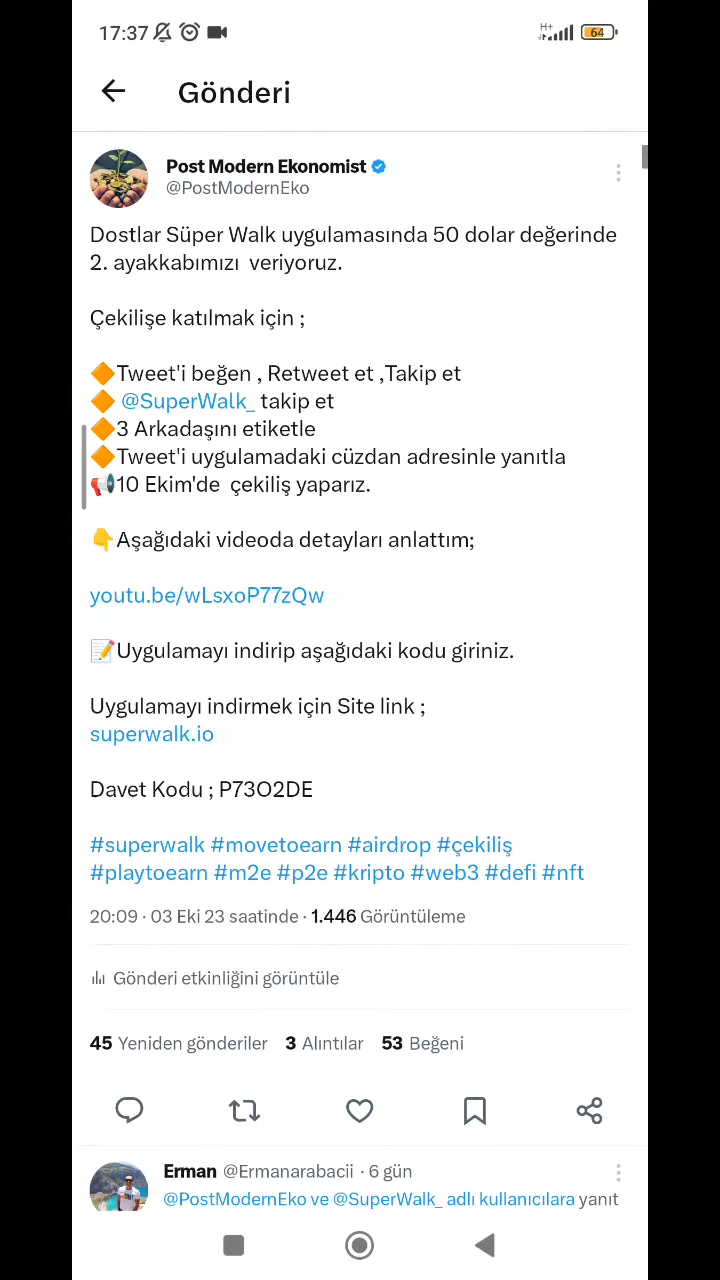 17:37
H+
64
Gönderi
Post Modern Ekonomist
@PostModernEko
Dostlar Süper Walk uygulamasında 50 dolar değerinde
2. ayakkabımızı veriyoruz.
Çekilişe katılmak için ;
🔶Tweet'i beğen , Retweet et ,Takip et
🔶 @SuperWalk_ takip et
🔶3 Arkadaşını etiketle
🔶Tweet'i uygulamadaki cüzdan adresinle yanıtla
📢10 Ekim'de çekiliş yaparız.
👇Aşağıdaki videoda detayları anlattım;
youtu.be/wLsxoP77zQw
📝Uygulamayı indirip aşağıdaki kodu giriniz.
Uygulamayı indirmek için Site link ;
superwalk.io
Davet Kodu ; P73O2DE
#superwalk #movetoearn #airdrop #çekiliş
#playtoearn #m2e #p2e #kripto #web3 #defi #nft
20:09 · 03 Eki 23 saatinde · 1.446 Görüntüleme
Gönderi etkinliğini görüntüle
45 Yeniden gönderiler 3 Alıntılar 53 Beğeni
Erman @Ermanarabacii · 6 gün
@PostModernEko ve @SuperWalk_ adlı kullanıcılara yanıt